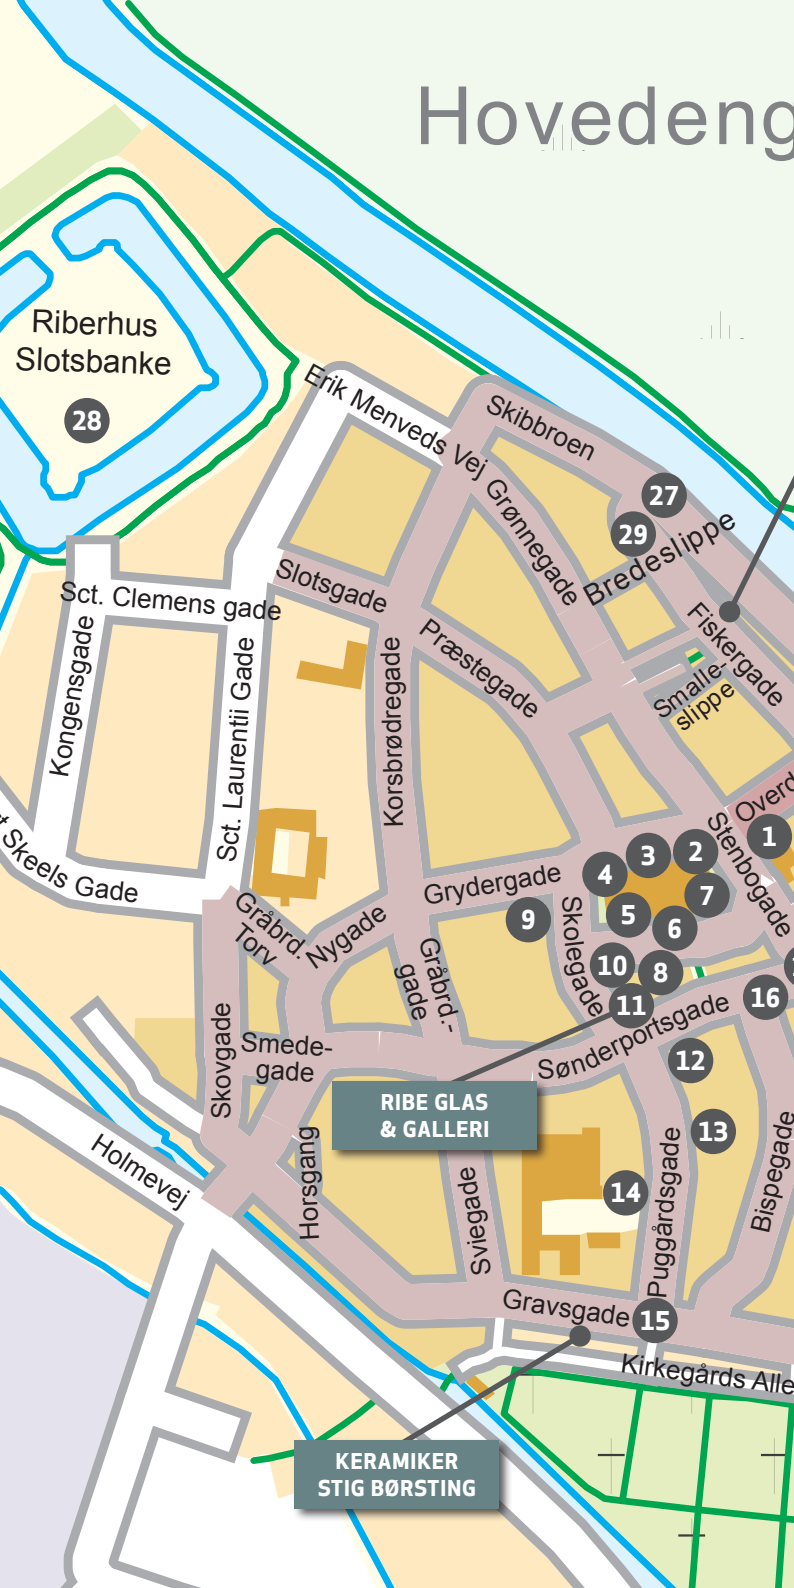 Hovedeng
Riberhus
Slotsbanke
28
Erik Menveds Vej
Skibbroen
27
29
Bredeslippe
Grønnegade
Slotsgade
Sct. Clemens gade
Fiskergade
Præstegade
Kongensgade
Korsbrødregade
Sct. Laurentii Gade
Smalle-
slippe
Overd
Stenbogade
1
2
3
4
t Skeels Gade
Grydergade
7
5
6
9
Gråbrd.
Torv
Nygade
Skolegade
Gråbrd.-
gade
10
8
11
16
Sønderportsgade
Skovgade
Smede-
gade
12
RIBE GLAS
& GALLERI
13
Holmevej
Horsgang
Sviegade
14
Puggårdsgade
Bispegade
Gravsgade
15
Kirkegårds Alle
KERAMIKER
STIG BØRSTING